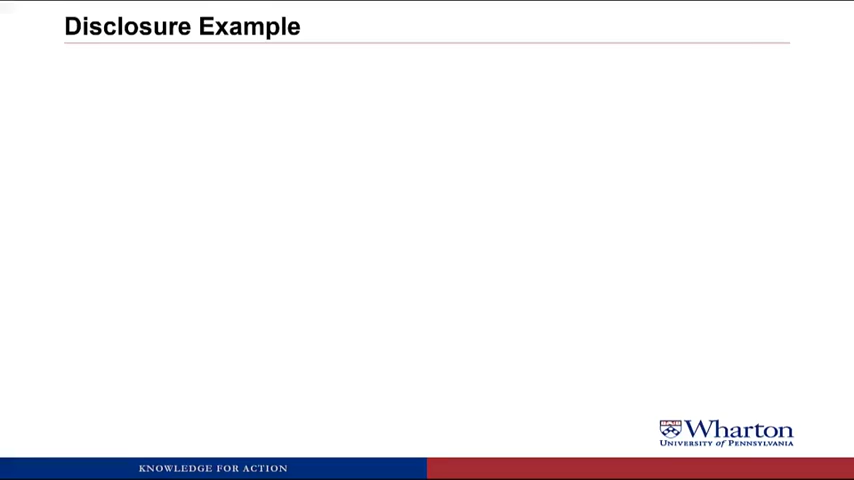 Disclosure Example
Wharton
UNIVERSITY of PENNSYLVANIA
KNOWLEDGE FOR ACTION